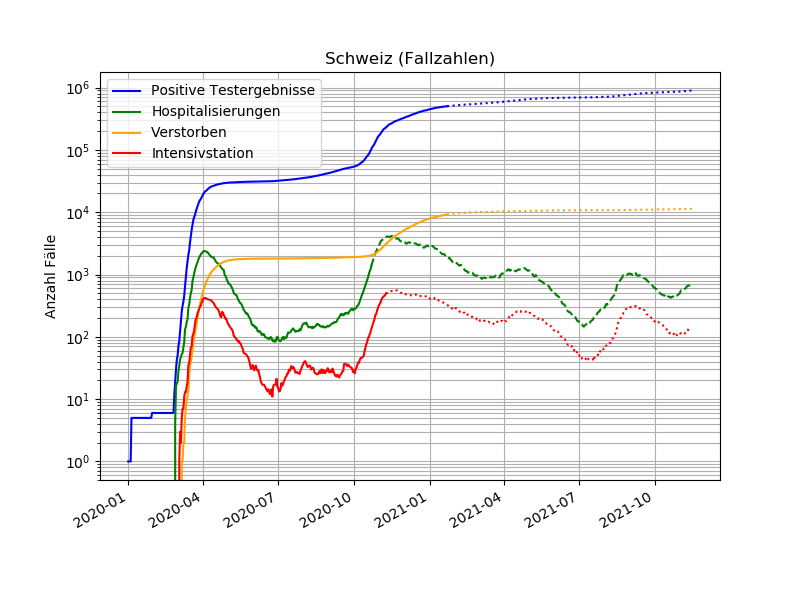 Schweiz (Fallzahlen)
Positive Testergebnisse
Hospitalisierungen
Verstorben
Intensivstation
Anzahl Fälle
10⁶
10⁵
10⁴
10³
10²
10¹
10⁰
2020-01
2020-04
2020-07
2020-10
2021-01
2021-04
2021-07
2021-10